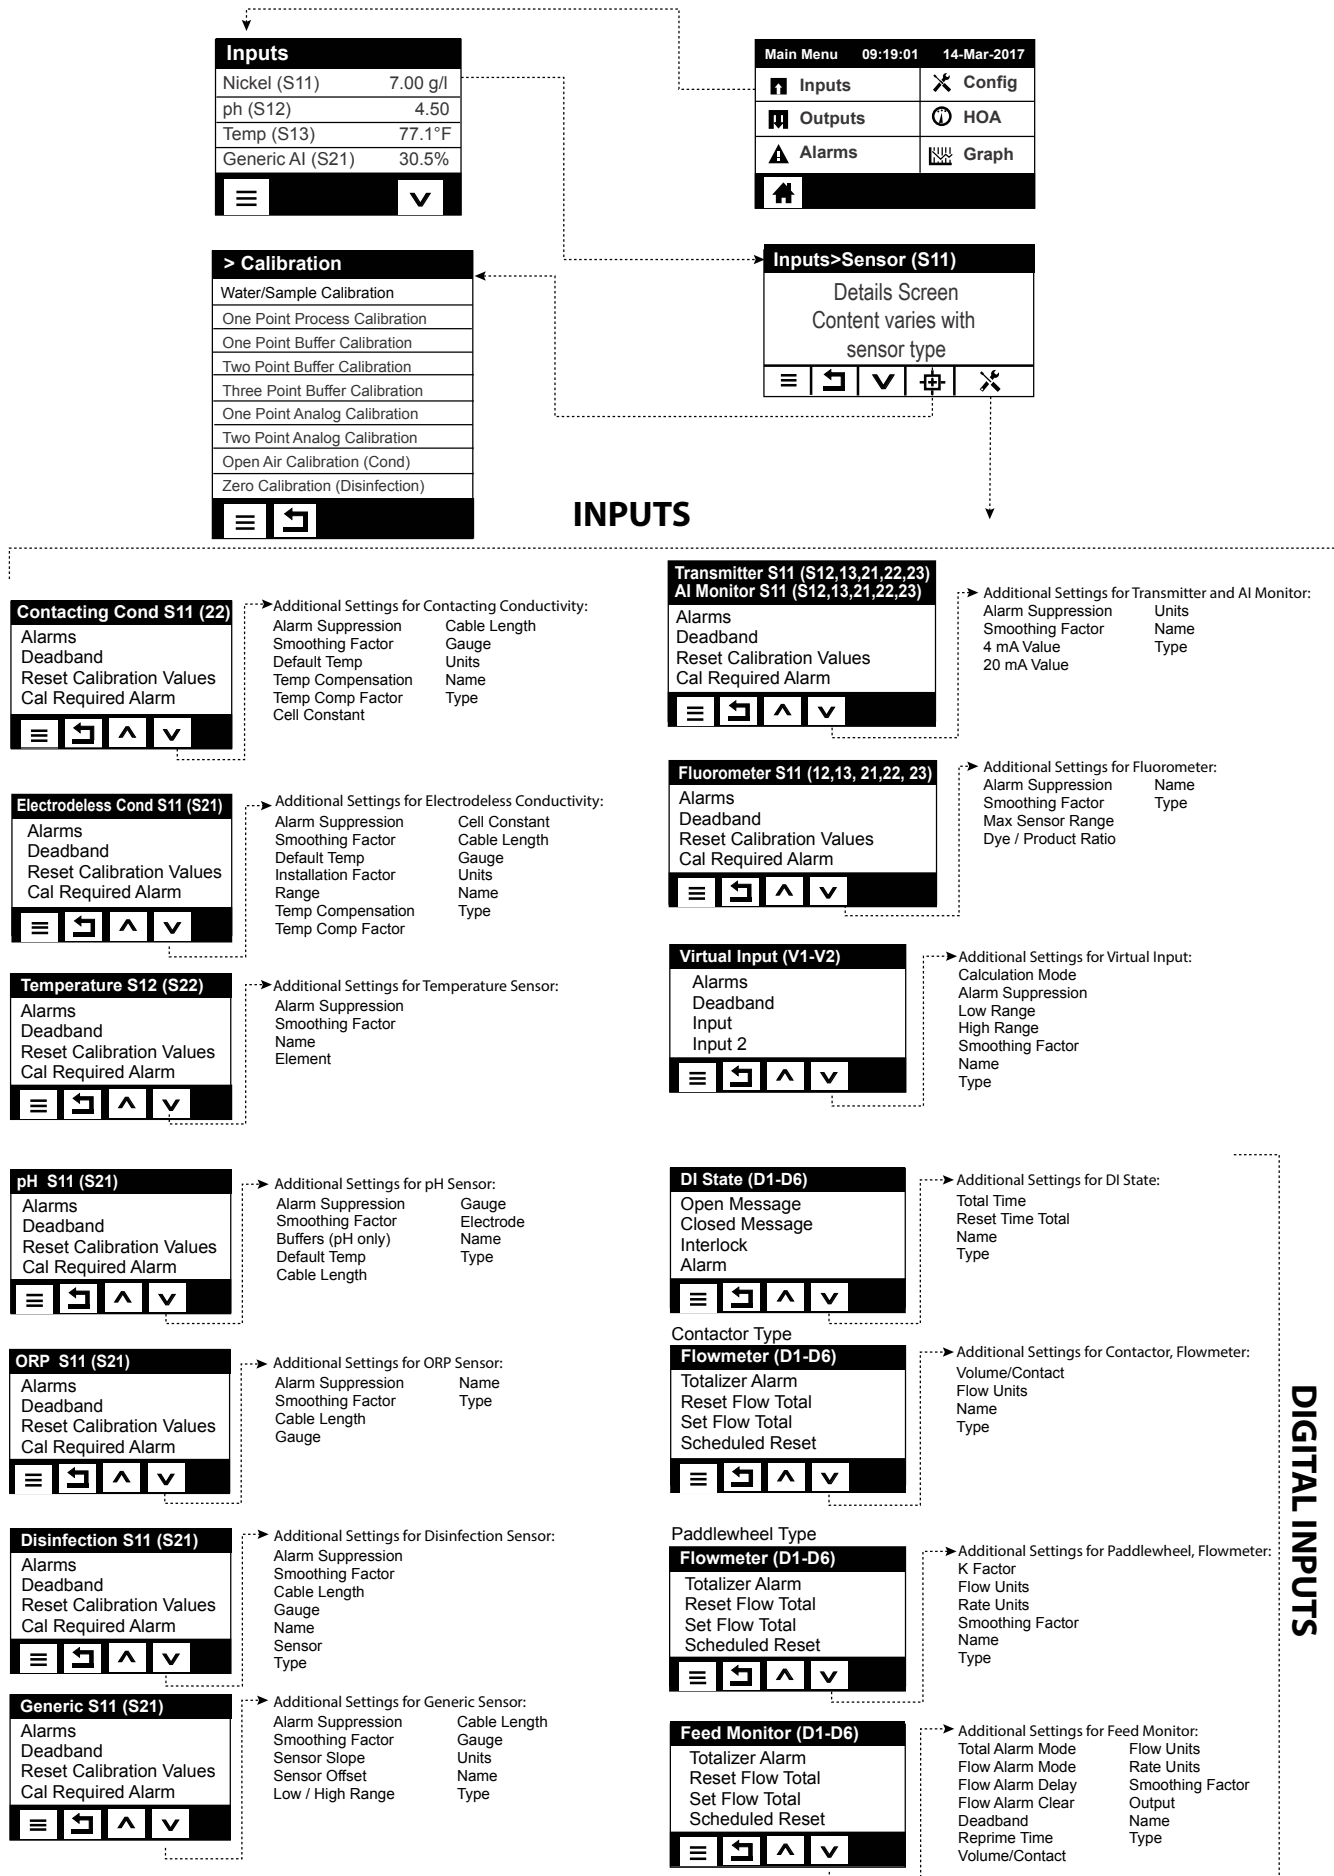 Inputs
Nickel (S11) 7.00 g/l
ph (S12) 4.50
Temp (S13) 77.1°F
Generic AI (S21) 30.5%
Main Menu 09:19:01 14-Mar-2017
Inputs Config
Outputs HOA
Alarms Graph
> Calibration
Water/Sample Calibration
One Point Process Calibration
One Point Buffer Calibration
Two Point Buffer Calibration
Three Point Buffer Calibration
One Point Analog Calibration
Two Point Analog Calibration
Open Air Calibration (Cond)
Zero Calibration (Disinfection)
Inputs>Sensor (S11)
Details Screen
Content varies with
sensor type
INPUTS
Contacting Cond S11 (22)
Alarms
Deadband
Reset Calibration Values
Cal Required Alarm
Additional Settings for Contacting Conductivity:
Alarm Suppression Cable Length
Smoothing Factor Gauge
Default Temp Units
Temp Compensation Name
Temp Comp Factor Type
Cell Constant
Electrodeless Cond S11 (S21)
Alarms
Deadband
Reset Calibration Values
Cal Required Alarm
Additional Settings for Electrodeless Conductivity:
Alarm Suppression Cell Constant
Smoothing Factor Cable Length
Default Temp Gauge
Installation Factor Units
Range Name
Temp Compensation Type
Temp Comp Factor
Temperature S12 (S22)
Alarms
Deadband
Reset Calibration Values
Cal Required Alarm
Additional Settings for Temperature Sensor:
Alarm Suppression
Smoothing Factor
Name
Element
pH S11 (S21)
Alarms
Deadband
Reset Calibration Values
Cal Required Alarm
Additional Settings for pH Sensor:
Alarm Suppression Gauge
Smoothing Factor Electrode
Buffers (pH only) Name
Default Temp Type
Cable Length
ORP S11 (S21)
Alarms
Deadband
Reset Calibration Values
Cal Required Alarm
Additional Settings for ORP Sensor:
Alarm Suppression Name
Smoothing Factor Type
Cable Length
Gauge
Disinfection S11 (S21)
Alarms
Deadband
Reset Calibration Values
Cal Required Alarm
Additional Settings for Disinfection Sensor:
Alarm Suppression
Smoothing Factor
Cable Length
Gauge
Name
Sensor
Type
Generic S11 (S21)
Alarms
Deadband
Reset Calibration Values
Cal Required Alarm
Additional Settings for Generic Sensor:
Alarm Suppression Cable Length
Smoothing Factor Gauge
Sensor Slope Units
Sensor Offset Name
Low / High Range Type
Transmitter S11 (S12,13,21,22,23)
AI Monitor S11 (S12,13,21,22,23)
Alarms
Deadband
Reset Calibration Values
Cal Required Alarm
Additional Settings for Transmitter and AI Monitor:
Alarm Suppression Units
Smoothing Factor Name
4 mA Value Type
20 mA Value
Fluorometer S11 (12,13, 21,22, 23)
Alarms
Deadband
Reset Calibration Values
Cal Required Alarm
Additional Settings for Fluorometer:
Alarm Suppression Name
Smoothing Factor Type
Max Sensor Range
Dye / Product Ratio
Virtual Input (V1-V2)
Alarms
Deadband
Input
Input 2
Additional Settings for Virtual Input:
Calculation Mode
Alarm Suppression
Low Range
High Range
Smoothing Factor
Name
Type
DI State (D1-D6)
Open Message
Closed Message
Interlock
Alarm
Additional Settings for DI State:
Total Time
Reset Time Total
Name
Type
Contactor Type
Flowmeter (D1-D6)
Totalizer Alarm
Reset Flow Total
Set Flow Total
Scheduled Reset
Additional Settings for Contactor, Flowmeter:
Volume/Contact
Flow Units
Name
Type
Paddlewheel Type
Flowmeter (D1-D6)
Totalizer Alarm
Reset Flow Total
Set Flow Total
Scheduled Reset
Additional Settings for Paddlewheel, Flowmeter:
K Factor
Flow Units
Rate Units
Smoothing Factor
Name
Type
Feed Monitor (D1-D6)
Totalizer Alarm
Reset Flow Total
Set Flow Total
Scheduled Reset
Additional Settings for Feed Monitor:
Total Alarm Mode Flow Units
Flow Alarm Mode Rate Units
Flow Alarm Delay Smoothing Factor
Flow Alarm Clear Output
Deadband Name
Reprime Time Type
Volume/Contact
DIGITAL INPUTS